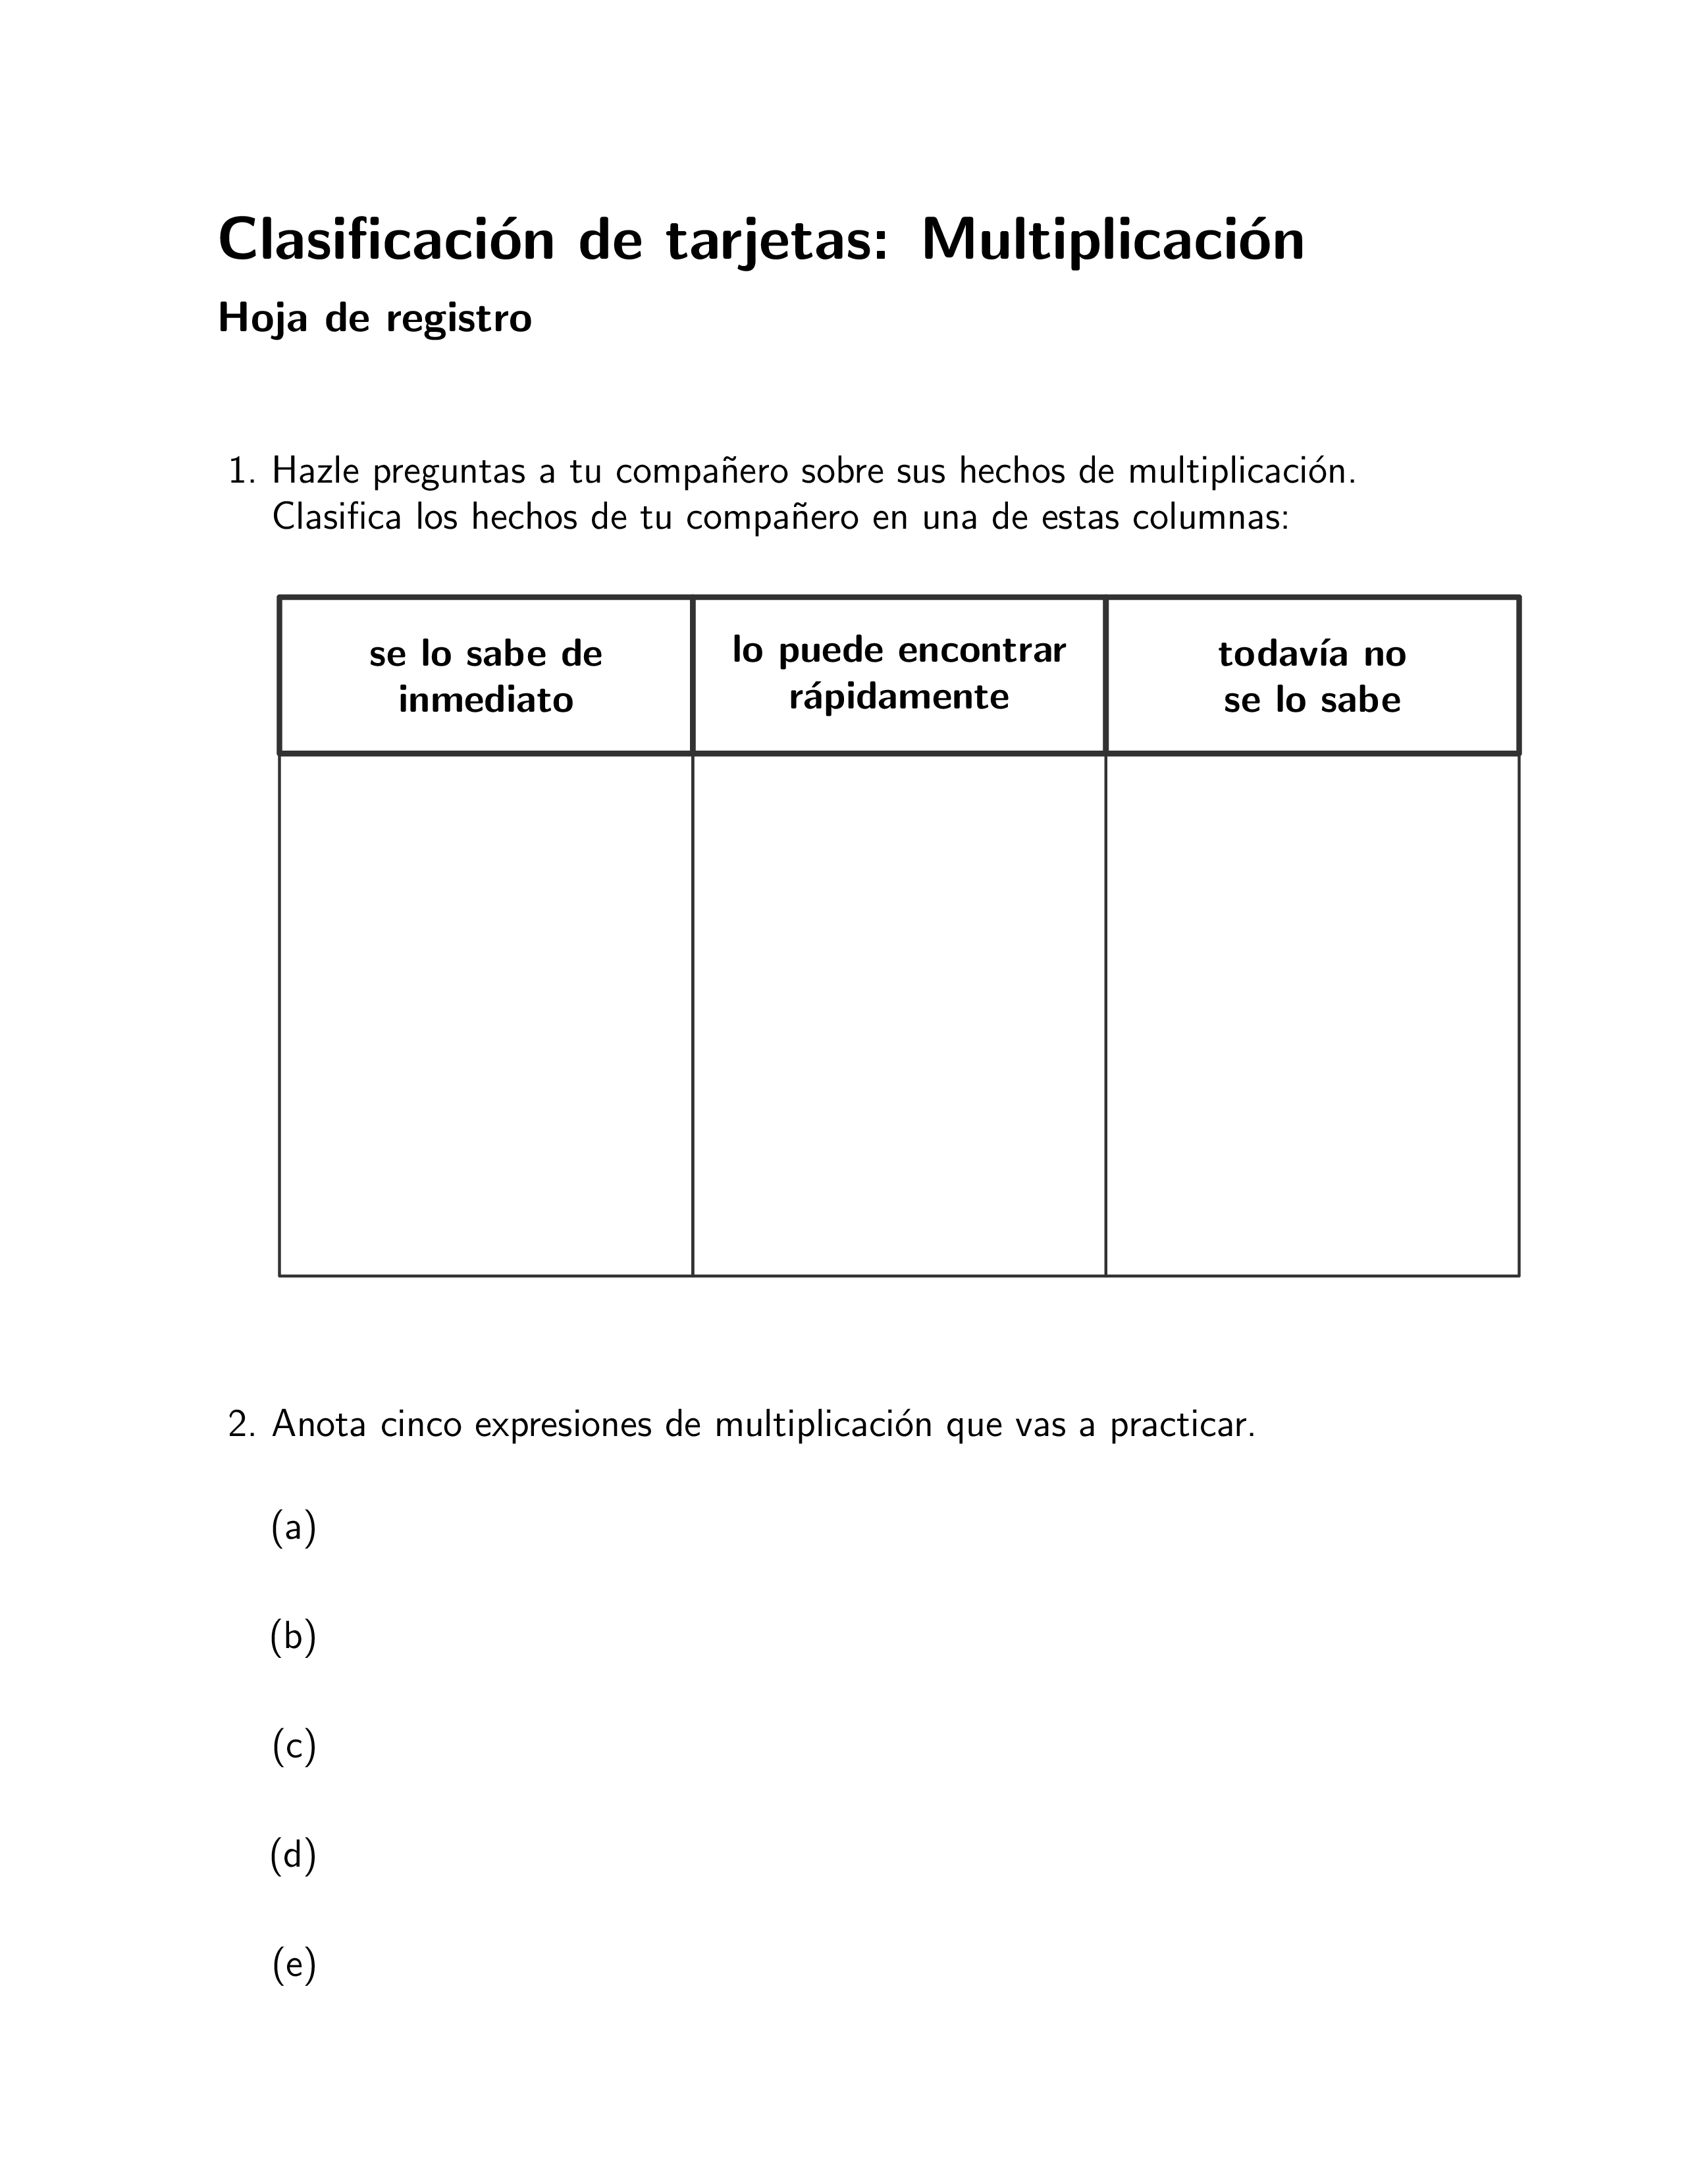 Clasificación de tarjetas: Multiplicación
Hoja de registro
1. Hazle preguntas a tu compañero sobre sus hechos de multiplicación.
Clasifica los hechos de tu compañero en una de estas columnas:
se lo sabe de
inmediato
lo puede encontrar
rápidamente
todavía no
se lo sabe
2. Anota cinco expresiones de multiplicación que vas a practicar.
(a)
(b)
(c)
(d)
(e)